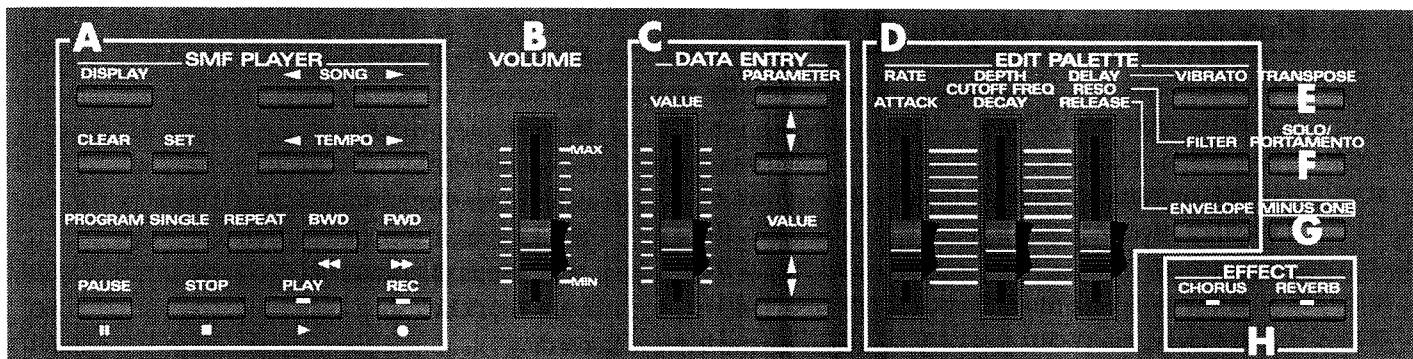 A
SMF PLAYER
DISPLAY
SONG
CLEAR
SET
TEMPO
PROGRAM
SINGLE
REPEAT
BWD
FWD
PAUSE
STOP
PLAY
REC
B
VOLUME
MAX
MIN
C
DATA ENTRY
VALUE
PARAMETER
VALUE
D
EDIT PALETTE
RATE
DEPTH
DELAY
VIBRATO
CUTOFF FREQ
RESO
ATTACK
DECAY
RELEASE
FILTER
ENVELOPE
TRANSPOSE
E
SOLO/
PORTAMENTO
F
MINUS ONE
G
EFFECT
CHORUS
REVERB
H